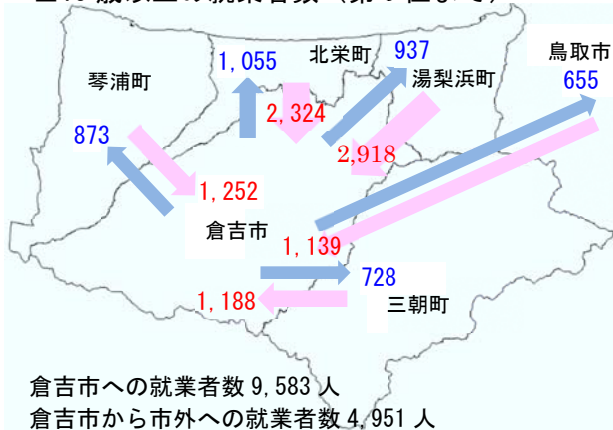 1,055
北栄町
937
鳥取市
琴浦町
湯梨浜町
655
873
2,324
2,918
1,252
倉吉市
1,139
728
1,188
三朝町
倉吉市への就業者数 9,583 人
倉吉市から市外への就業者数 4,951 人